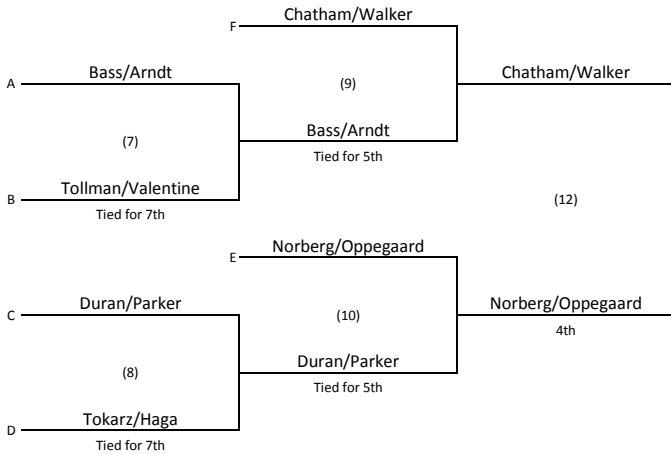 Chatham/Walker
F
Bass/Arndt
Chatham/Walker
A
(9)
(7)
Bass/Arndt
Tied for 5th
Tollman/Valentine
B
(12)
Tied for 7th
Norberg/Oppegaard
E
Duran/Parker
Norberg/Oppegaard
C
(10)
4th
(8)
Duran/Parker
Tied for 5th
Tokarz/Haga
D
Tied for 7th